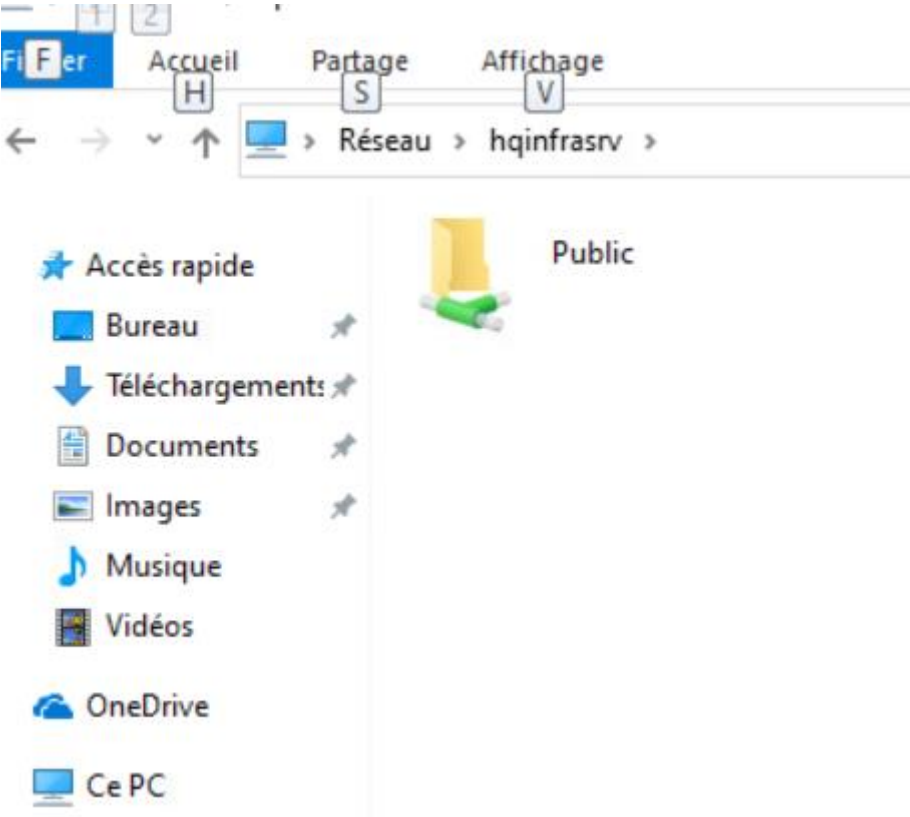 1 2
Fi F er Accueil Partage Affichage
H S V
Réseau > hqinfrasrv >
Accès rapide
Public
Bureau
Téléchargements
Documents
Images
Musique
Vidéos
OneDrive
Ce PC